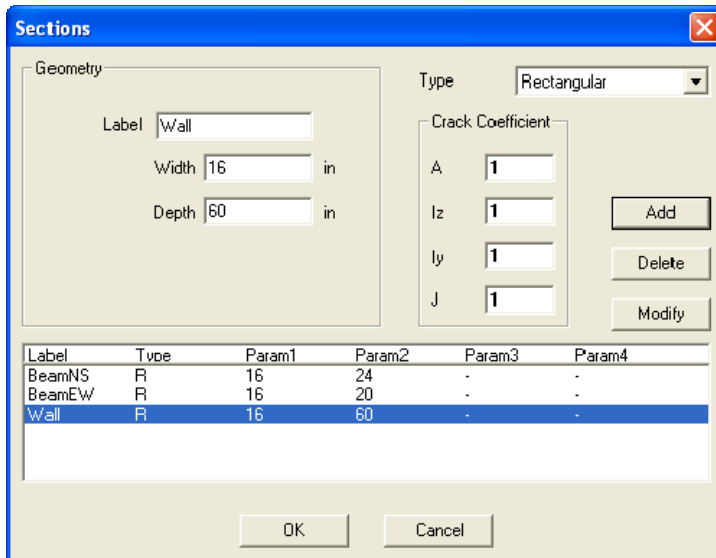 Sections
Geometry
Label Wall
Width 16 in
Depth 60 in
Type Rectangular
Crack Coefficient
A 1
Iz 1
Iy 1
J 1
Add
Delete
Modify
Label Type Param1 Param2 Param3 Param4
BeamNS R 16 24 - -
BeamEW R 16 20 - -
Wall R 16 60 - -
OK Cancel